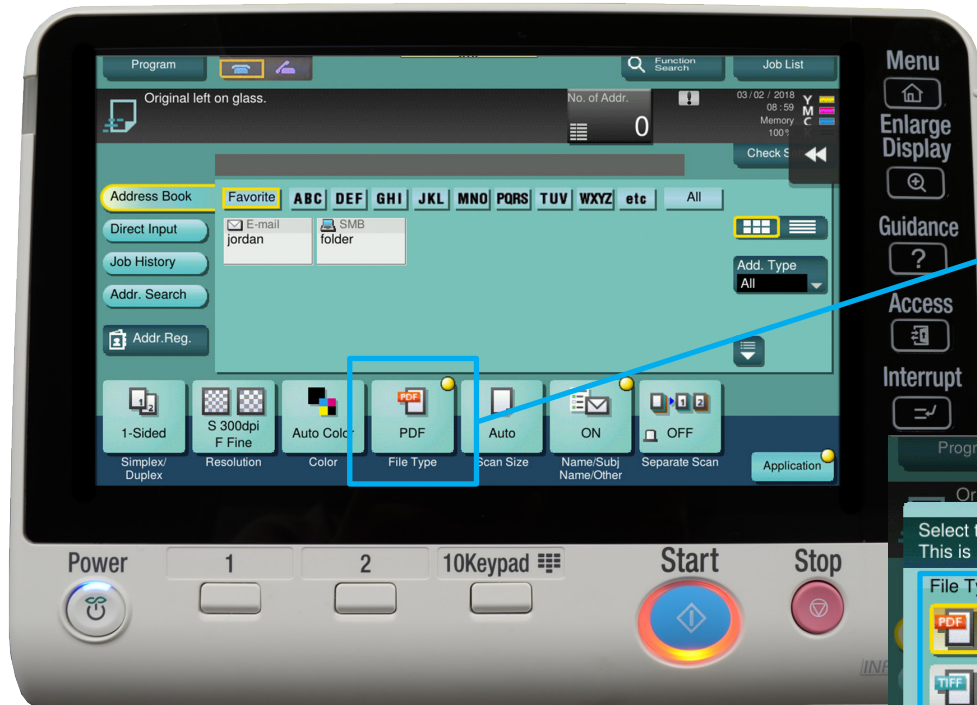 Program
Function
Search
Job List
Original left on glass.
No. of Addr.
0
03/02 / 2018
08:59
Memory
100%
Y
M
C
K
Check S
Address Book
Favorite
ABC DEF GHI JKL MNO PQRS TUV WXYZ etc
All
Direct Input
Job History
Addr. Search
Addr.Reg.
E-mail
jordan
SMB
folder
Add. Type
All
1-Sided
S 300dpi
F Fine
Auto Color
PDF
PDF
Auto
ON
OFF
Simplex/
Duplex
Resolution
Color
File Type
Scan Size
Name/Subj
Name/Other
Separate Scan
Application
Menu
Enlarge
Display
Guidance
?
Access
Interrupt
Power
1
2
10Keypad
Start
Stop
Progr
Or
Select t
This is
File Ty
PDF
TIFF
INF